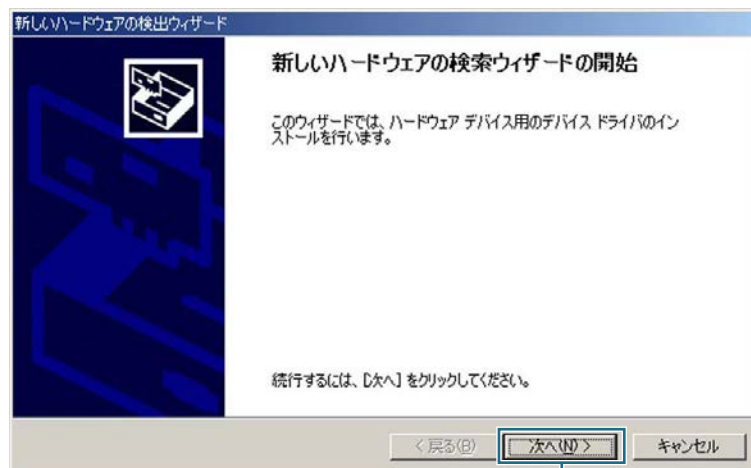 新しいハードウェアの検出ウィザード
新しいハードウェアの検索ウィザードの開始
このウィザードでは、ハードウェア デバイス用のデバイス ドライバのイン
ストールを行います。
続行するには、[次へ] をクリックしてください。
< 戻る(B)
次へ(N) >
キャンセル